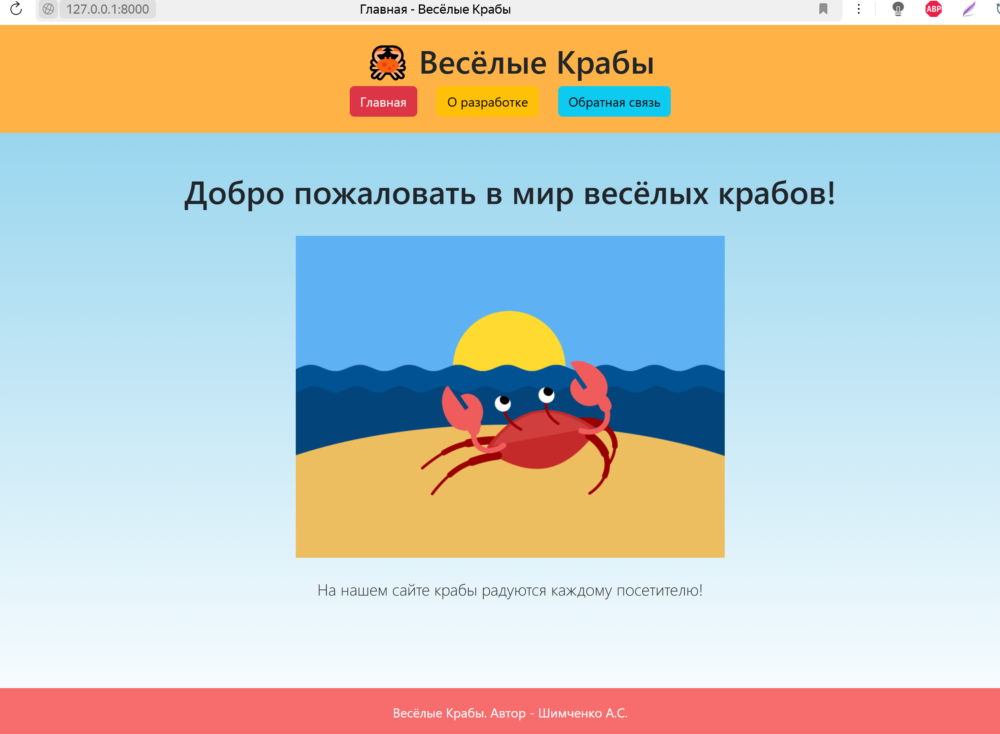 127.0.0.1:8000 Главная - Весёлые Крабы ABP
Весёлые Крабы
Главная О разработке Обратная связь
Добро пожаловать в мир весёлых крабов!
На нашем сайте крабы радуются каждому посетителю!
Весёлые Крабы. Автор - Шимченко А.С.